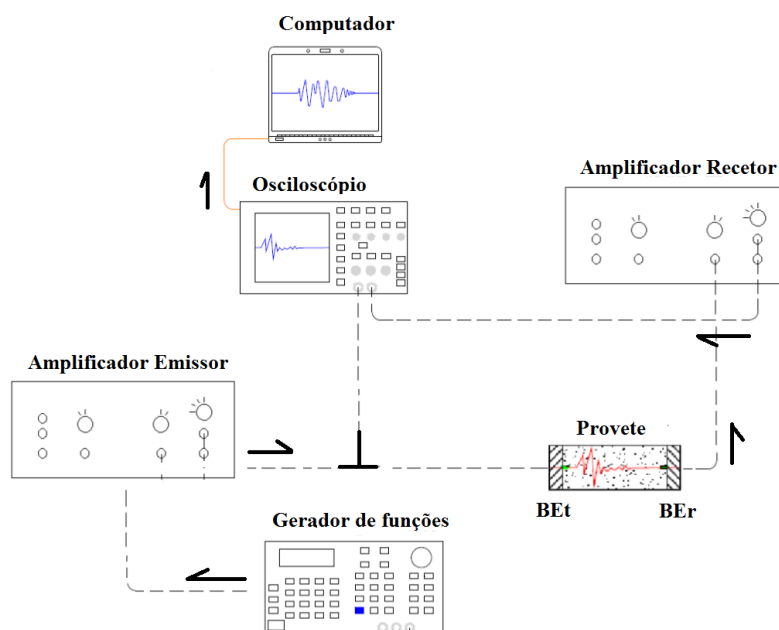 Computador
Amplificador Recetor
Osciloscópio
Amplificador Emissor
Provete
BEt
BEr
Gerador de funções